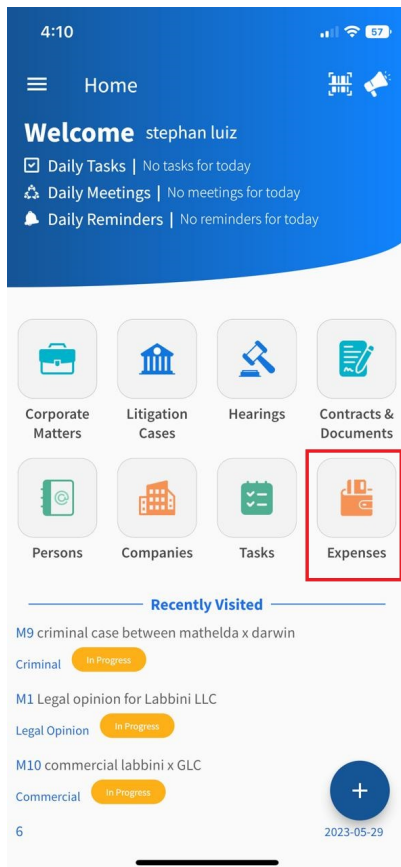 4:10
57
Home
Welcome stephan luiz
Daily Tasks | No tasks for today
Daily Meetings | No meetings for today
Daily Reminders | No reminders for today
Corporate Matters
Litigation Cases
Hearings
Contracts & Documents
Persons
Companies
Tasks
Expenses
Recently Visited
M9 criminal case between mathelda x darwin
Criminal In Progress
M1 Legal opinion for Labbini LLC
Legal Opinion In Progress
M10 commercial labbini x GLC
Commercial In Progress
+
6 2023-05-29